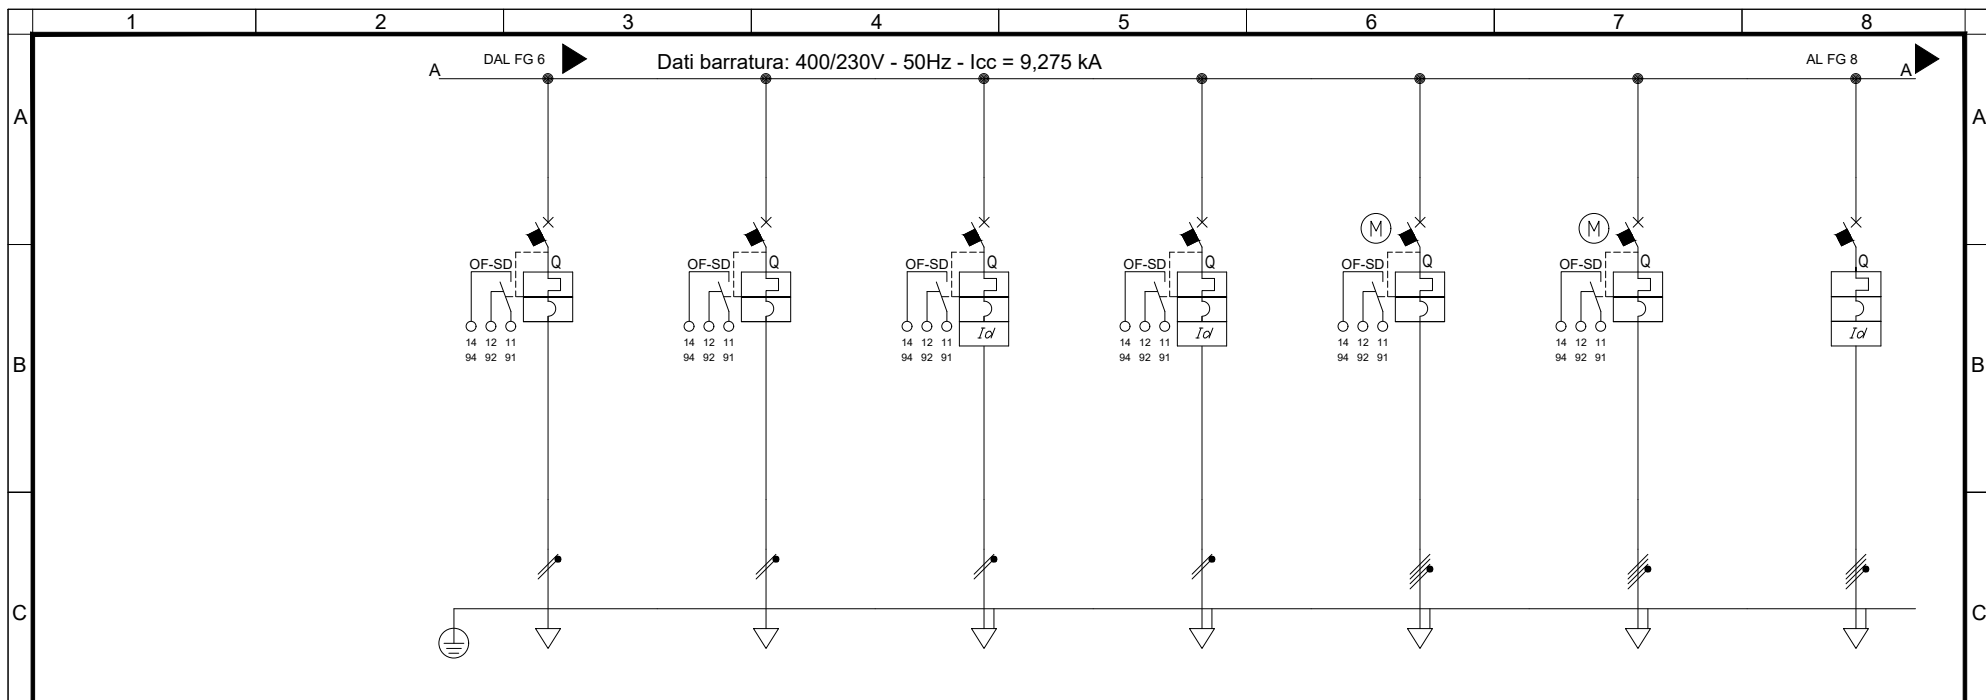 1 2 3 4 5 6 7 8
DAL FG 6 Dati barratura: 400/230V - 50Hz - Icc = 9,275 kA AL FG 8
A A
A A
M M
OF-SD Q OF-SD Q OF-SD Q OF-SD Q OF-SD Q OF-SD Q Q
14 12 11 14 12 11 14 12 11 Id 14 12 11 Id 14 12 11 14 12 11 Id
94 92 91 94 92 91 94 92 91 94 92 91 94 92 91 94 92 91
B B
C C